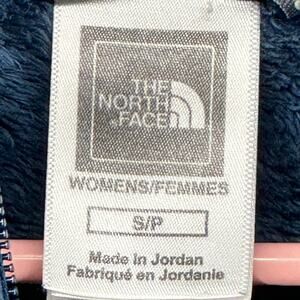 THE
NORTH
FACE
WOMENS/FEMMES
S/P
Made in Jordan
Fabriqué en Jordanie